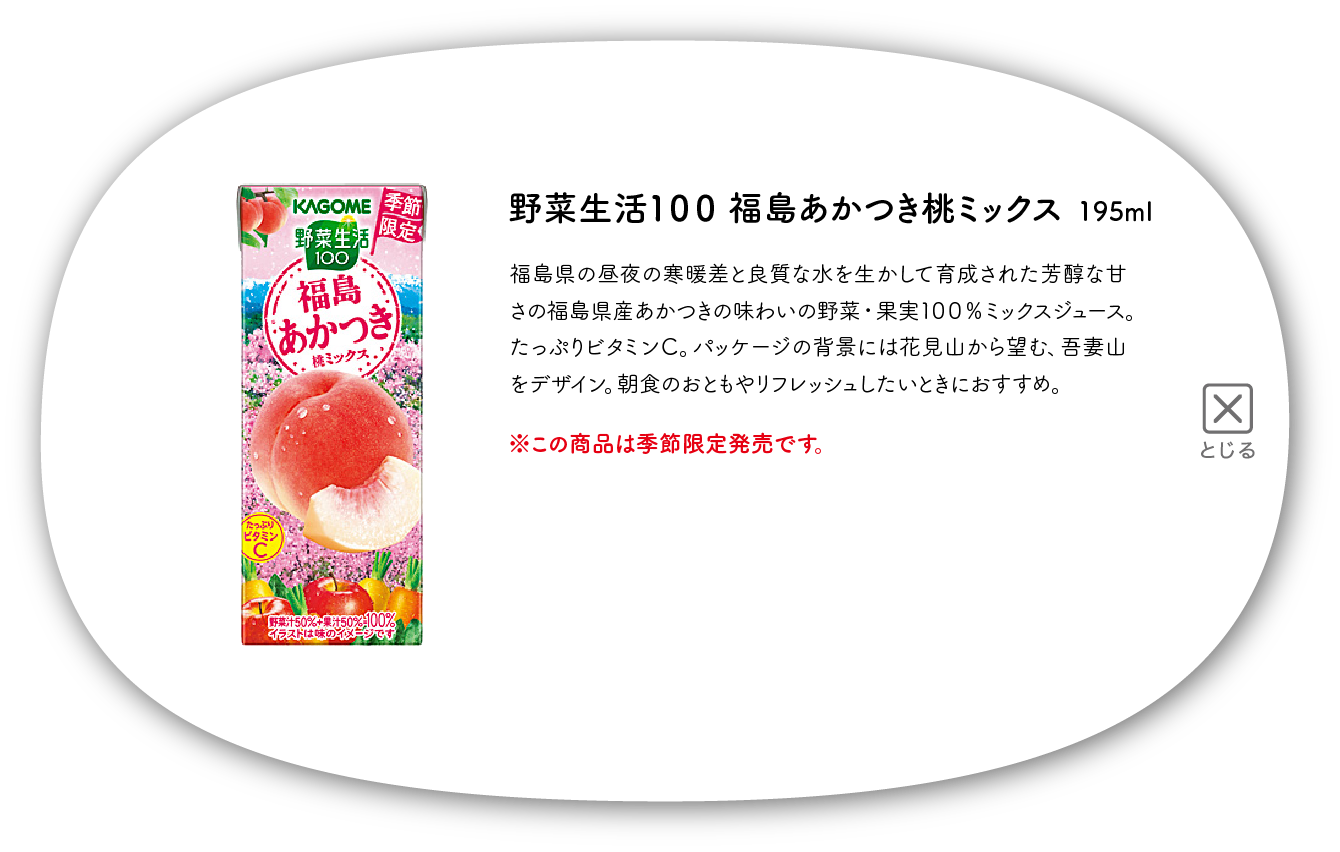 KAGOME
季節
限定
野菜生活
100
福島
あかつき
桃ミックス
たっぷり
ビタミン
C
野菜汁50%+果汁50%=100%
イラストは味のイメージです
野菜生活100 福島あかつき桃ミックス 195ml
福島県の昼夜の寒暖差と良質な水を生かして育成された芳醇な甘
さの福島県産あかつきの味わいの野菜・果実100%ミックスジュース。
たっぷりビタミンC。パッケージの背景には花見山から望む、吾妻山
をデザイン。朝食のおともやリフレッシュしたいときにおすすめ。
※この商品は季節限定発売です。
とじる